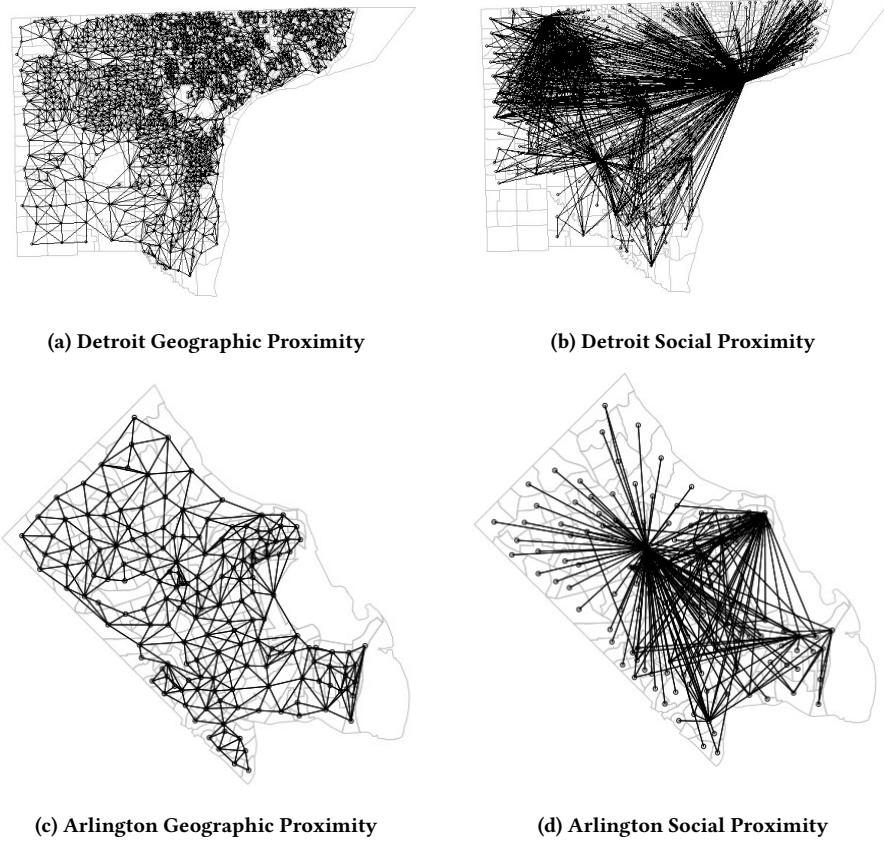 (a) Detroit Geographic Proximity
(b) Detroit Social Proximity
(c) Arlington Geographic Proximity
(d) Arlington Social Proximity